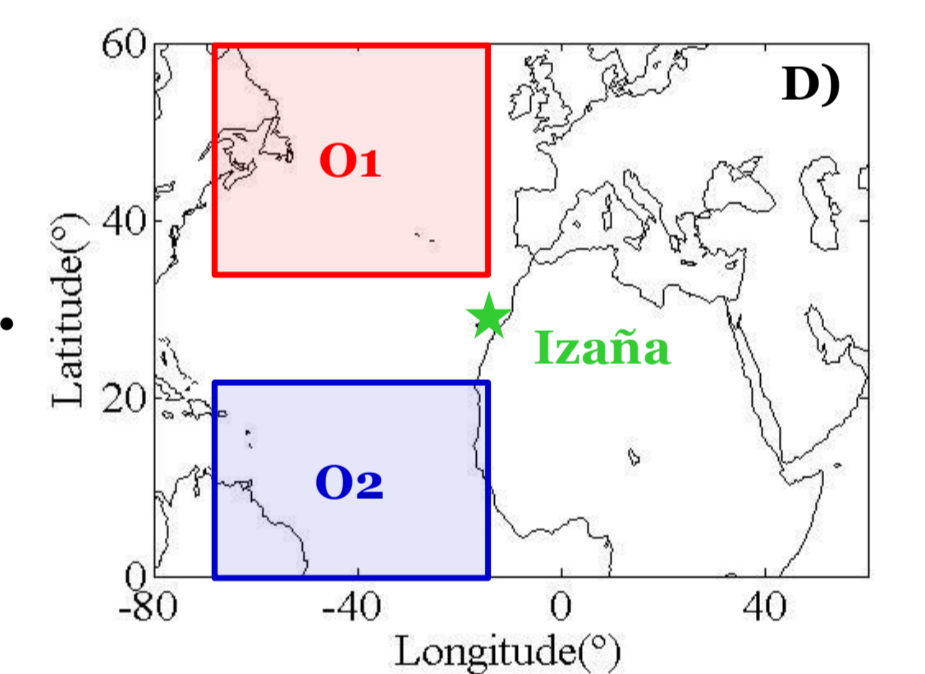 60
D)
O1
40
Latitude(°)
•
Izaña
20
O2
0
-80
-40
0
40
Longitude(°)